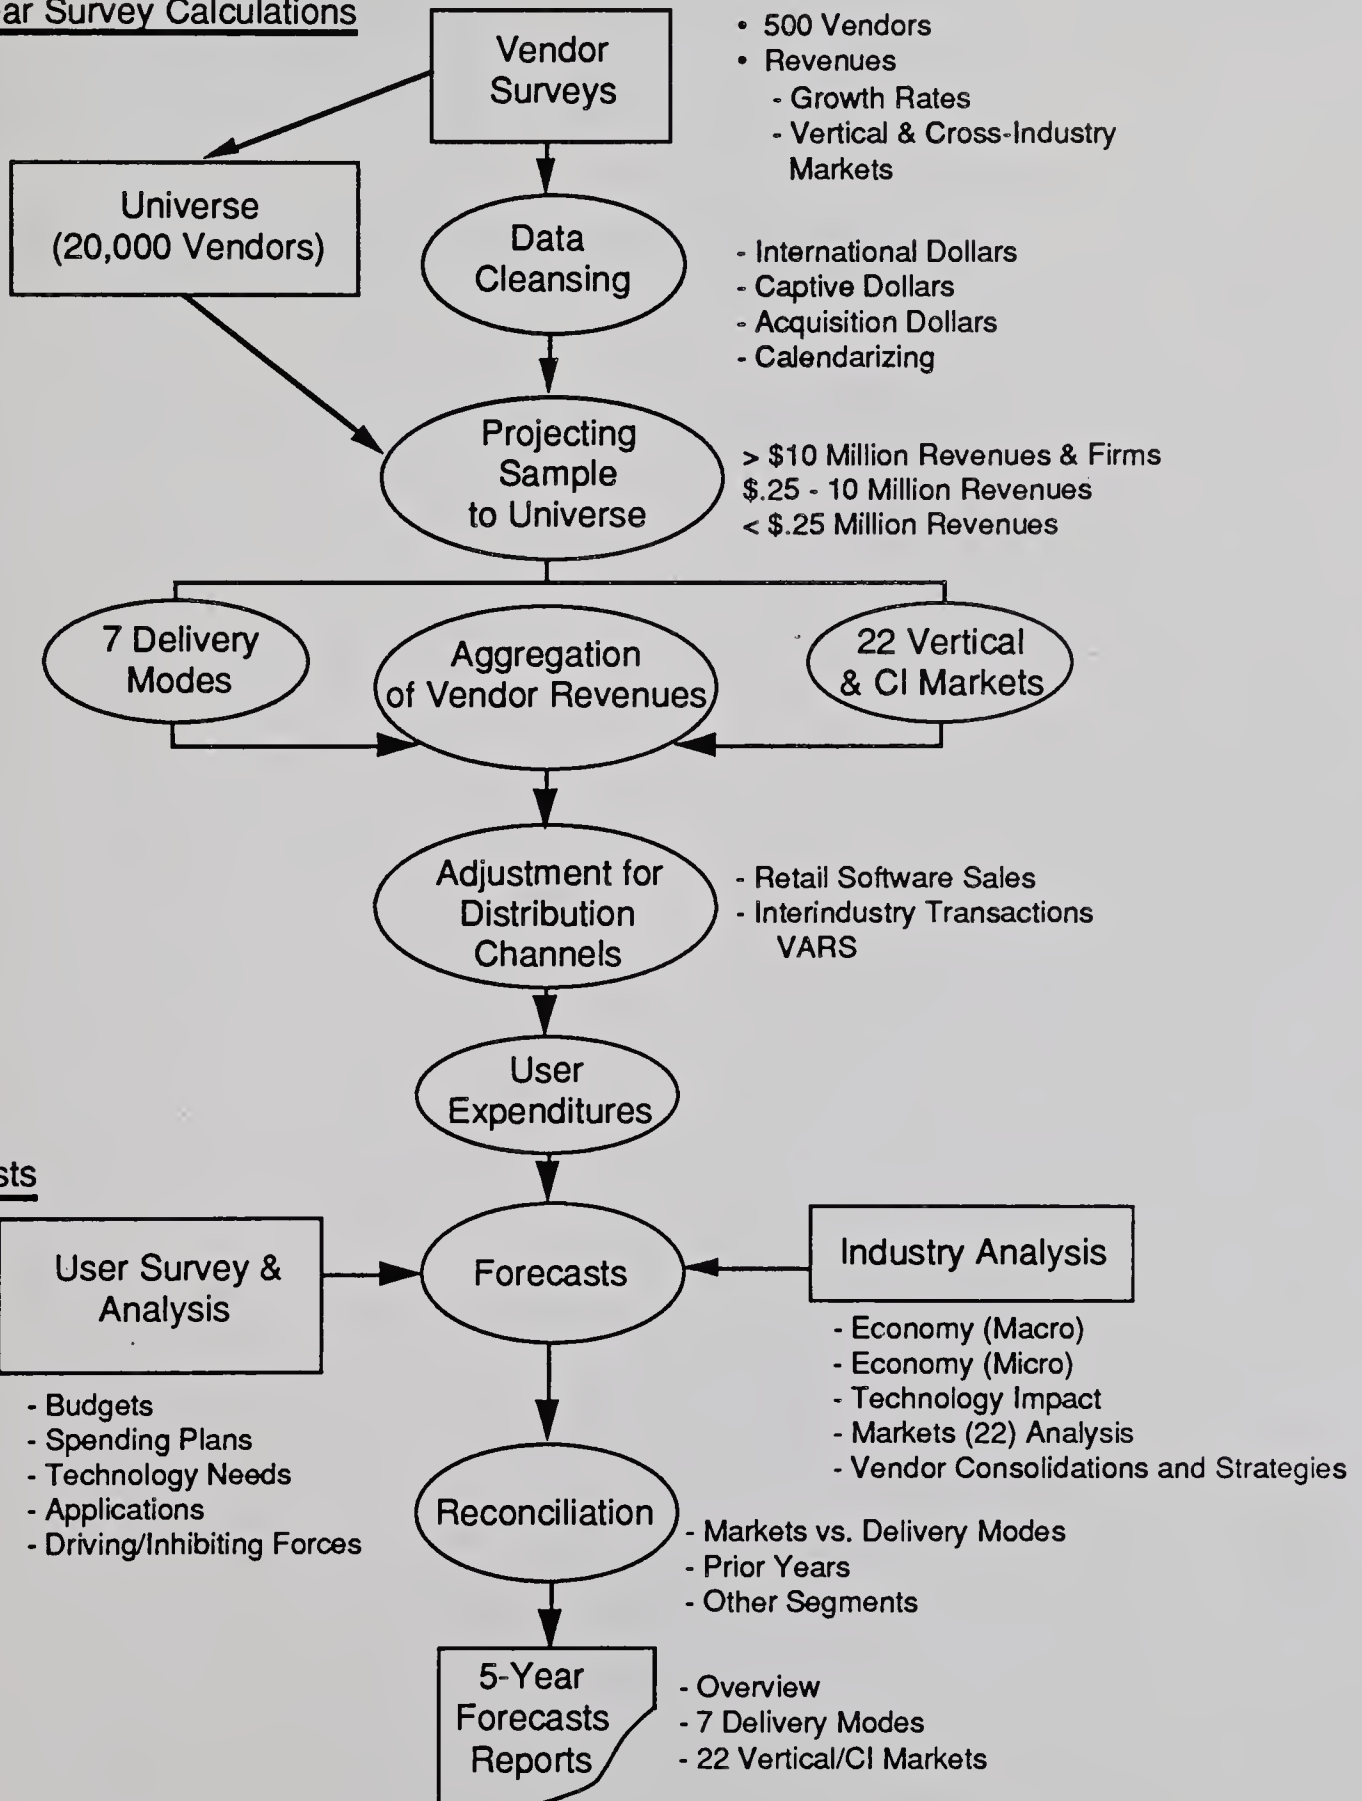 ar Survey Calculations
Vendor
Surveys
• 500 Vendors
• Revenues
- Growth Rates
- Vertical & Cross-Industry
Markets
Universe
(20,000 Vendors)
Data
Cleansing
- International Dollars
- Captive Dollars
- Acquisition Dollars
- Calendarizing
Projecting
Sample
to Universe
> $10 Million Revenues & Firms
$.25 - 10 Million Revenues
< $.25 Million Revenues
7 Delivery
Modes
Aggregation
of Vendor Revenues
22 Vertical
& CI Markets
Adjustment for
Distribution
Channels
- Retail Software Sales
- Interindustry Transactions
VARS
User
Expenditures
sts
User Survey &
Analysis
- Budgets
- Spending Plans
- Technology Needs
- Applications
- Driving/Inhibiting Forces
Forecasts
Industry Analysis
- Economy (Macro)
- Economy (Micro)
- Technology Impact
- Markets (22) Analysis
- Vendor Consolidations and Strategies
Reconciliation
- Markets vs. Delivery Modes
- Prior Years
- Other Segments
5-Year
Forecasts
Reports
- Overview
- 7 Delivery Modes
- 22 Vertical/CI Markets